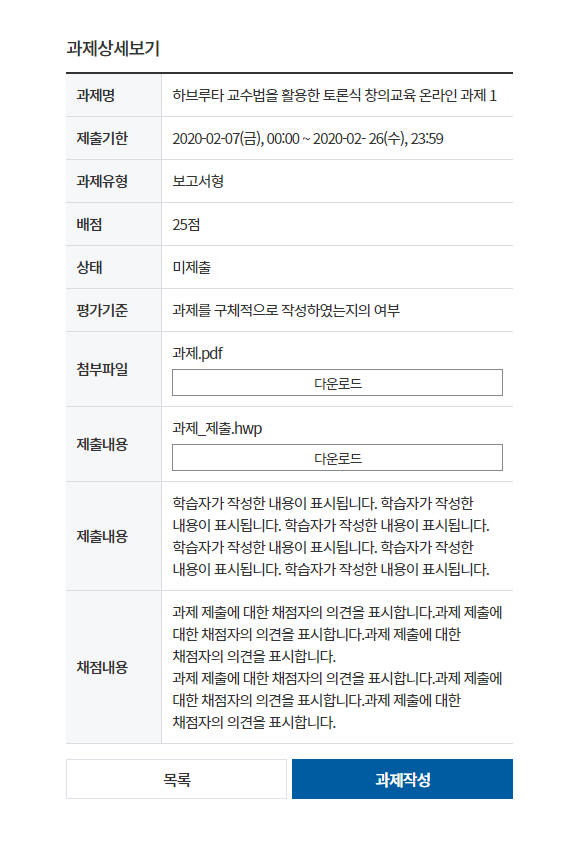 과제상세보기
과제명
하브루타 교수법을 활용한 토론식 창의교육 온라인 과제 1
제출기한
2020-02-07(금), 00:00 ~ 2020-02- 26(수), 23:59
과제유형
보고서형
배점
25점
상태
미제출
평가기준
과제를 구체적으로 작성하였는지의 여부
첨부파일
과제.pdf
다운로드
제출내용
과제_제출.hwp
다운로드
제출내용
학습자가 작성한 내용이 표시됩니다. 학습자가 작성한
내용이 표시됩니다. 학습자가 작성한 내용이 표시됩니다.
학습자가 작성한 내용이 표시됩니다. 학습자가 작성한
내용이 표시됩니다. 학습자가 작성한 내용이 표시됩니다.
채점내용
과제 제출에 대한 채점자의 의견을 표시합니다.과제 제출에
대한 채점자의 의견을 표시합니다.과제 제출에 대한
채점자의 의견을 표시합니다.
과제 제출에 대한 채점자의 의견을 표시합니다.과제 제출에
대한 채점자의 의견을 표시합니다.과제 제출에 대한
채점자의 의견을 표시합니다.
목록
과제작성